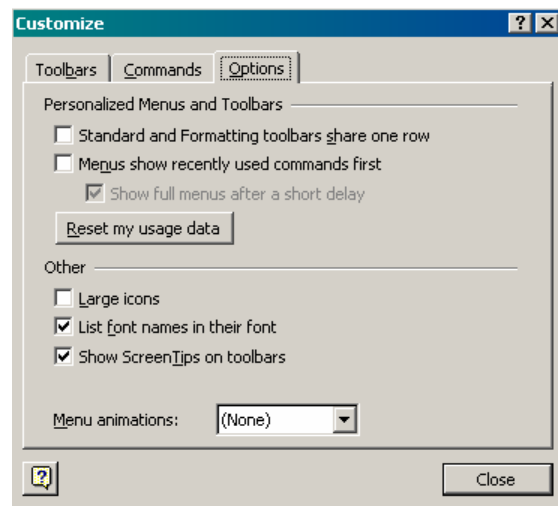 Customize
Toolbars Commands Options
Personalized Menus and Toolbars
Standard and Formatting toolbars share one row
Menus show recently used commands first
Show full menus after a short delay
Reset my usage data
Other
Large icons
List font names in their font
Show ScreenTips on toolbars
Menu animations: (None)
Close